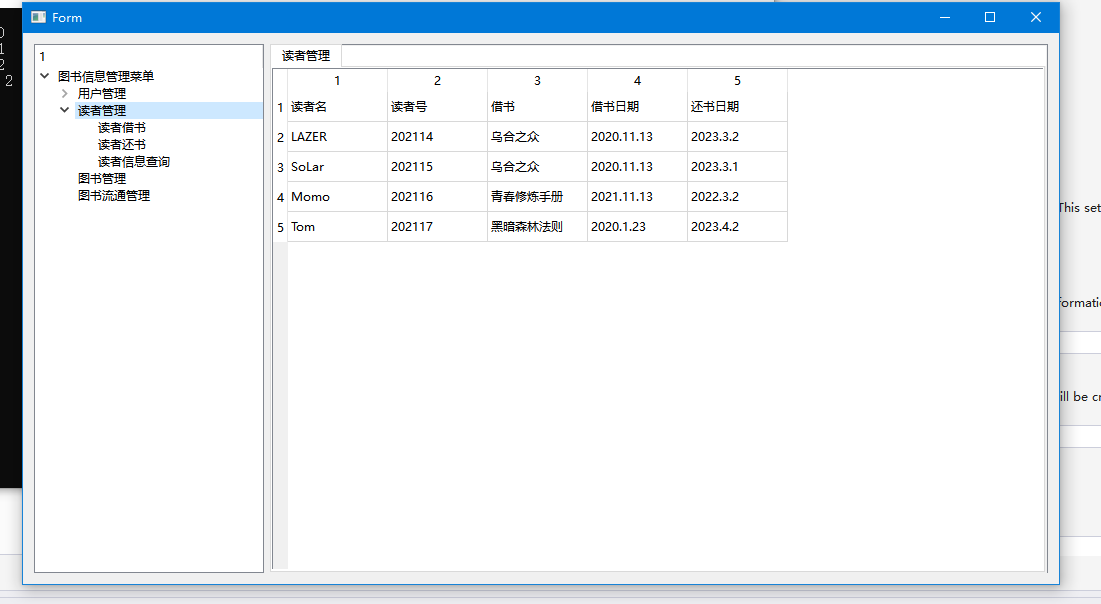 Form
1
图书信息管理菜单
用户管理
读者管理
读者借书
读者还书
读者信息查询
图书管理
图书流通管理
读者管理
1 2 3 4 5
1 读者名 读者号 借书 借书日期 还书日期
2 LAZER 202114 乌合之众 2020.11.13 2023.3.2
3 SoLar 202115 乌合之众 2020.11.13 2023.3.1
4 Momo 202116 青春修炼手册 2021.11.13 2022.3.2
5 Tom 202117 黑暗森林法则 2020.1.23 2023.4.2
0
1
2
2
This set
formatic
ill be cr